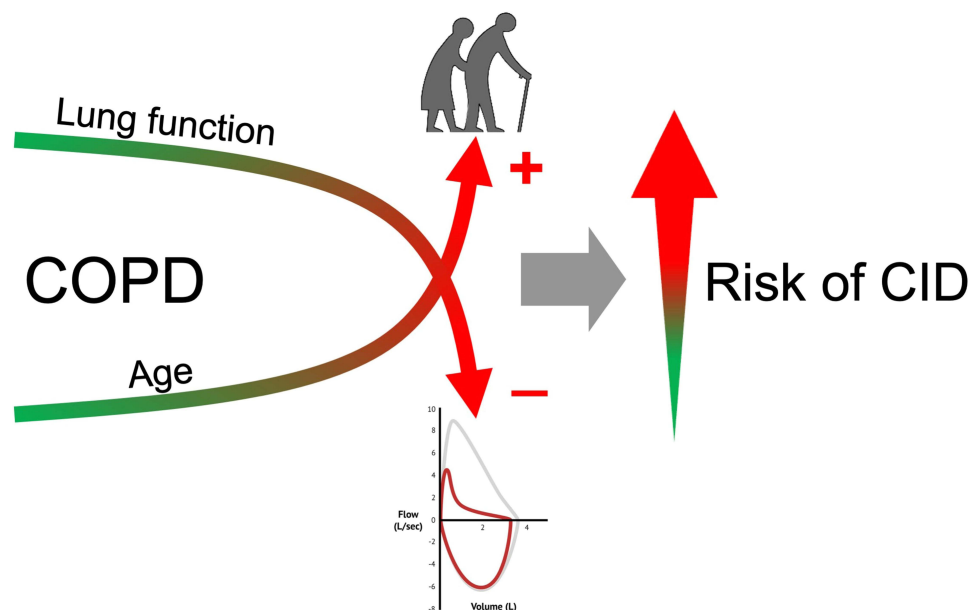 Lung function
+
COPD
Risk of CID
Age
−
10
8
6
4
2
Flow
(L/sec)
0
2
4
-2
-4
-6
-8
Volume (L)